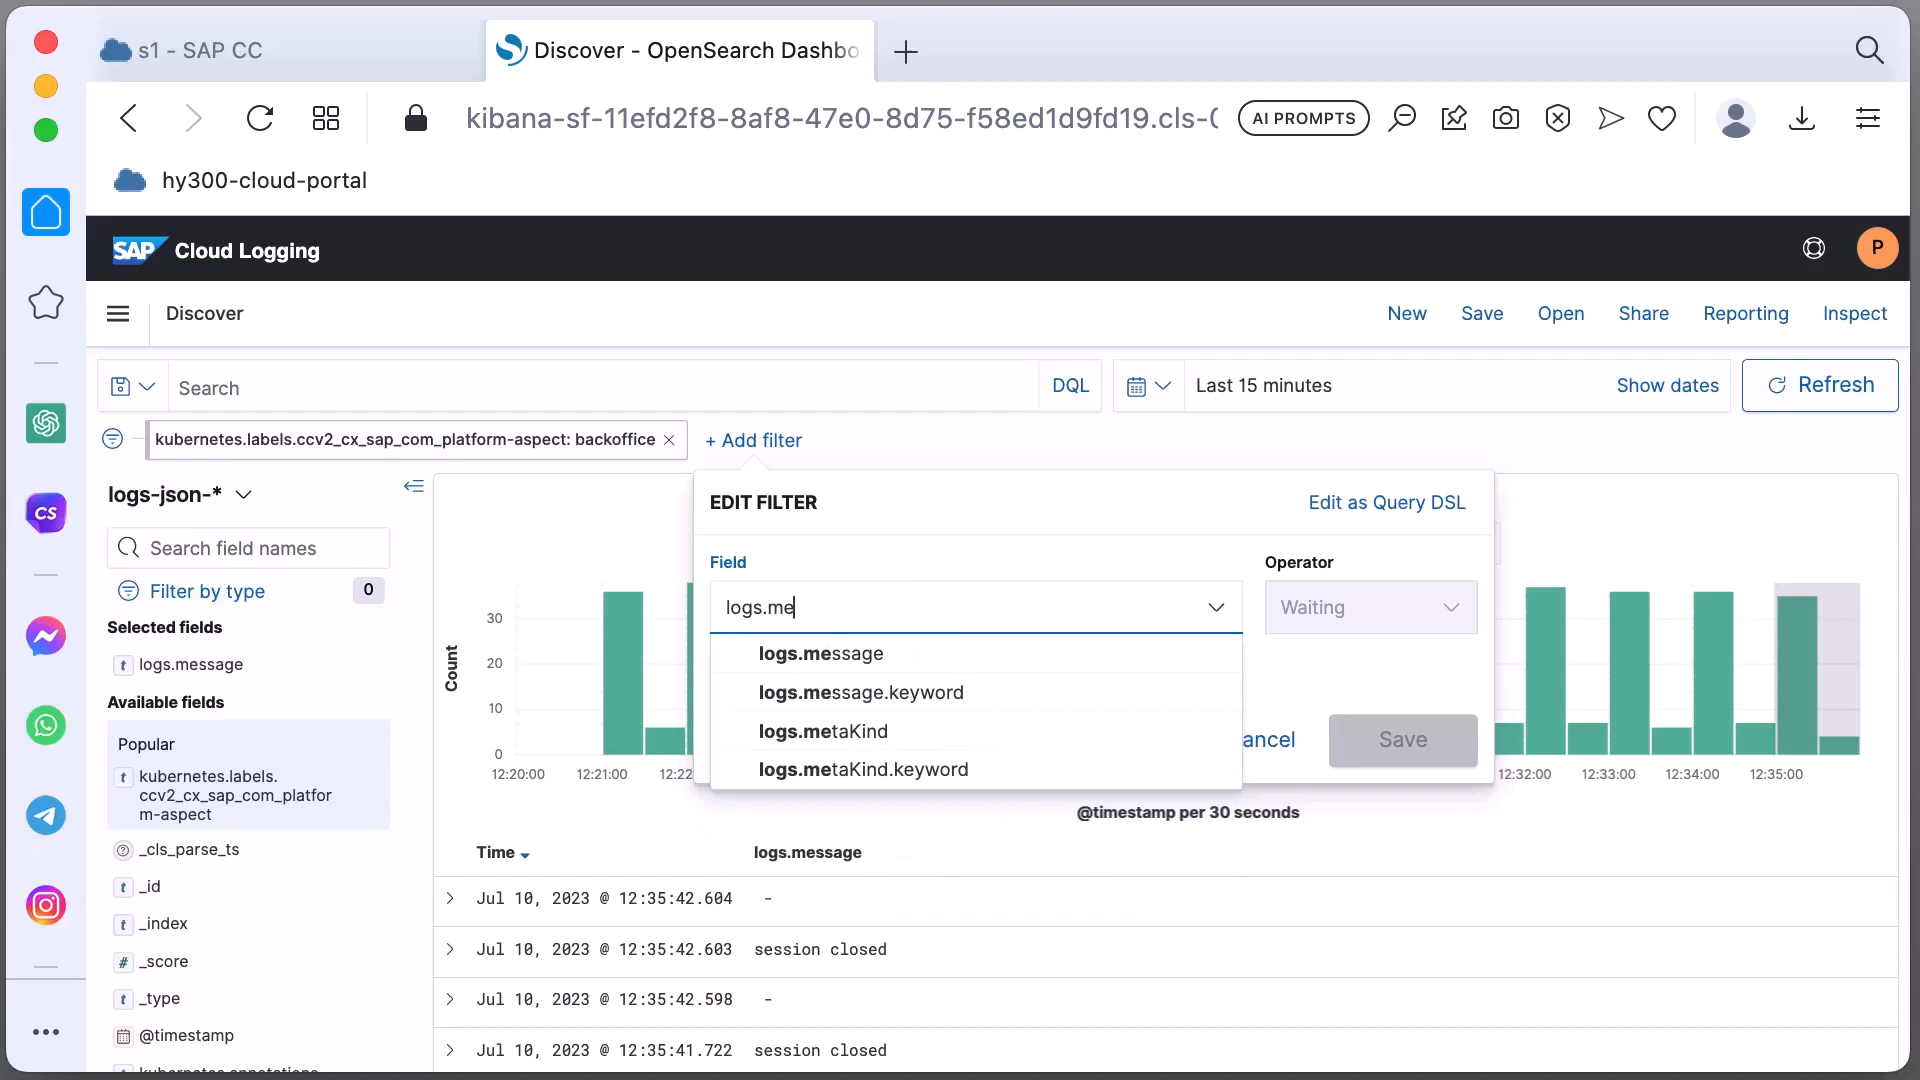 s1 - SAP CC
Discover - OpenSearch Dashbo
kibana-sf-11efd2f8-8af8-47e0-8d75-f58ed1d9fd19.cls-0
AI PROMPTS
hy300-cloud-portal
SAP Cloud Logging
P
Discover
New
Save
Open
Share
Reporting
Inspect
Search
DQL
Last 15 minutes
Show dates
Refresh
kubernetes.labels.ccv2_cx_sap_com_platform-aspect: backoffice
+ Add filter
logs-json-*
Search field names
Filter by type
0
Selected fields
t logs.message
Available fields
Popular
t kubernetes.labels.
ccv2_cx_sap_com_platfor
m-aspect
_cls_parse_ts
t _id
t _index
# _score
t _type
@timestamp
EDIT FILTER
Edit as Query DSL
Field
Operator
logs.me
Waiting
logs.message
logs.message.keyword
logs.metaKind
logs.metaKind.keyword
ancel
Save
Count
30
20
10
0
12:20:00
12:21:00
12:22
12:32:00
12:33:00
12:34:00
12:35:00
@timestamp per 30 seconds
Time
logs.message
Jul 10, 2023 @ 12:35:42.604 -
Jul 10, 2023 @ 12:35:42.603 session closed
Jul 10, 2023 @ 12:35:42.598 -
Jul 10, 2023 @ 12:35:41.722 session closed
CS